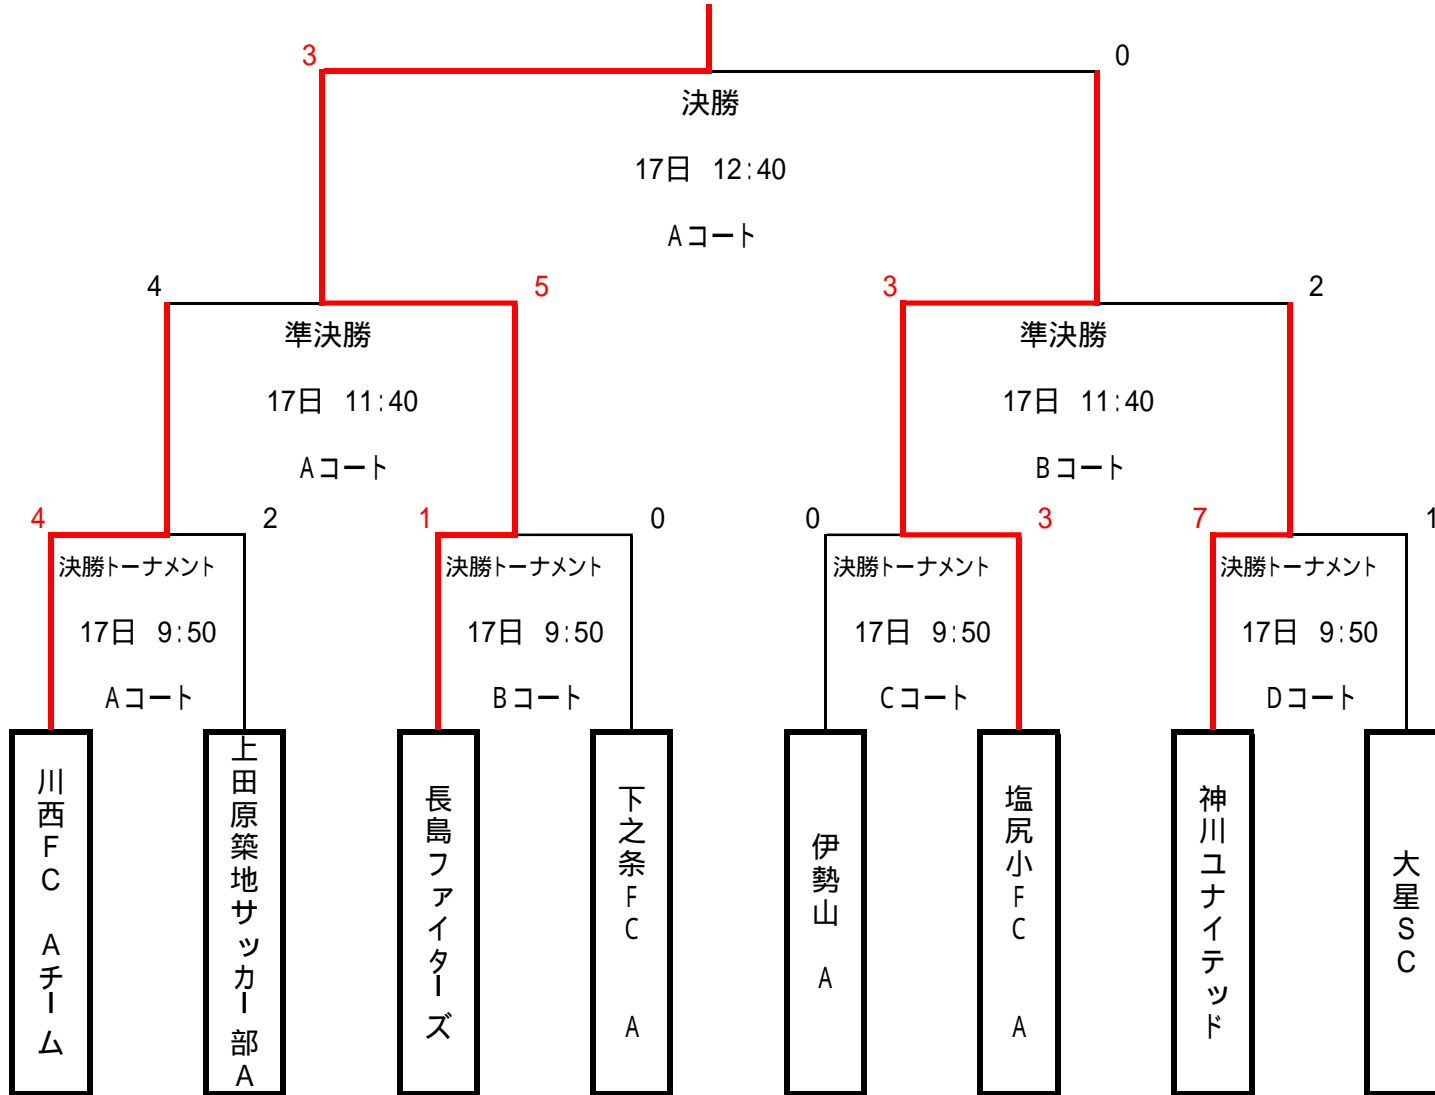 3 0
決勝
17日 12:40
Aコート
4 5 3 2
準決勝 準決勝
17日 11:40 17日 11:40
Aコート Bコート
4 2 1 0 0 3 7 1
決勝トーナメント 決勝トーナメント 決勝トーナメント 決勝トーナメント
17日 9:50 17日 9:50 17日 9:50 17日 9:50
Aコート Bコート Cコート Dコート
川西FC Aチーム
上田原築地サッカー部A
長島ファイターズ
下之条FC A
伊勢山 A
塩尻小FC A
神川ユナイテッド
大星SC